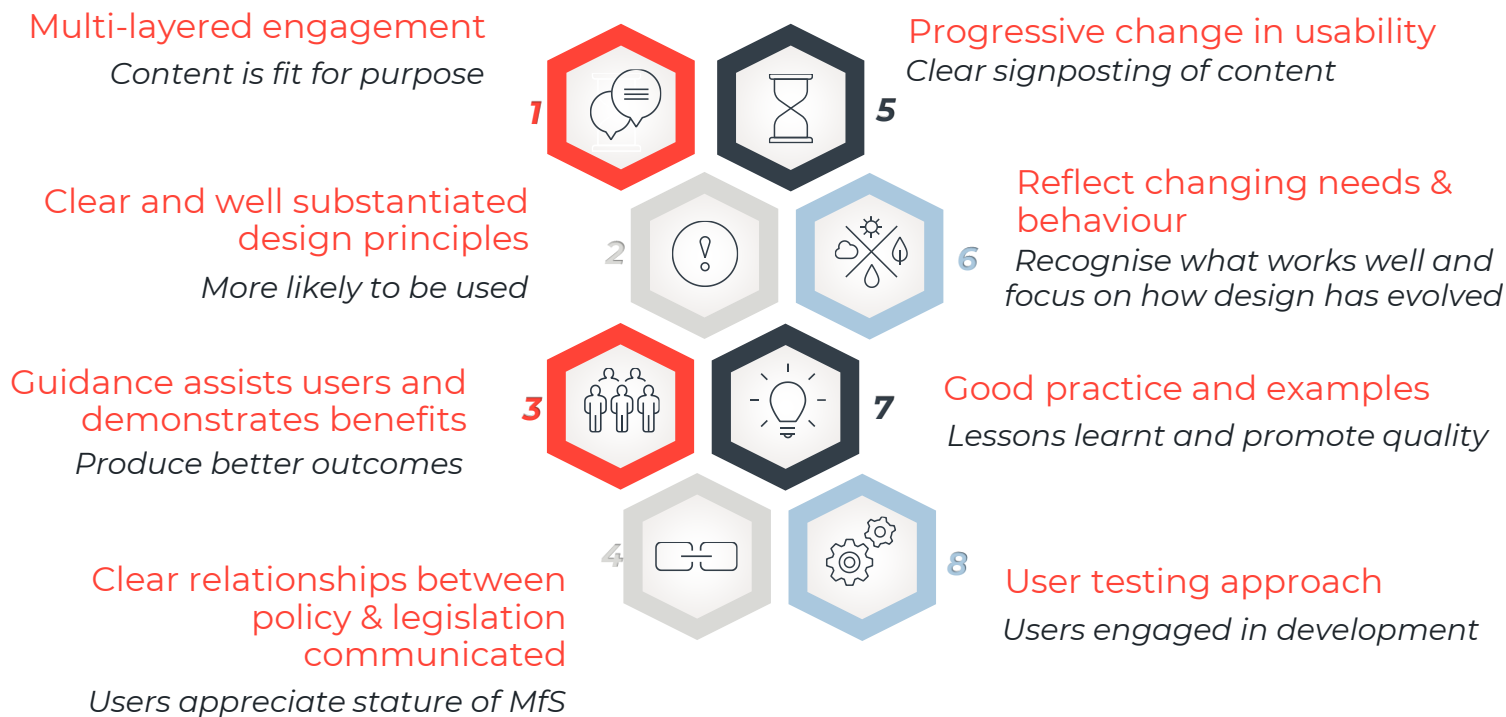 Multi-layered engagement
Content is fit for purpose
1
Clear and well substantiated
design principles
More likely to be used
2
Guidance assists users and
demonstrates benefits
Produce better outcomes
3
Clear relationships between
policy & legislation
communicated
Users appreciate stature of MfS
4
Progressive change in usability
Clear signposting of content
5
Reflect changing needs &
behaviour
Recognise what works well and
focus on how design has evolved
6
Good practice and examples
Lessons learnt and promote quality
7
User testing approach
Users engaged in development
8